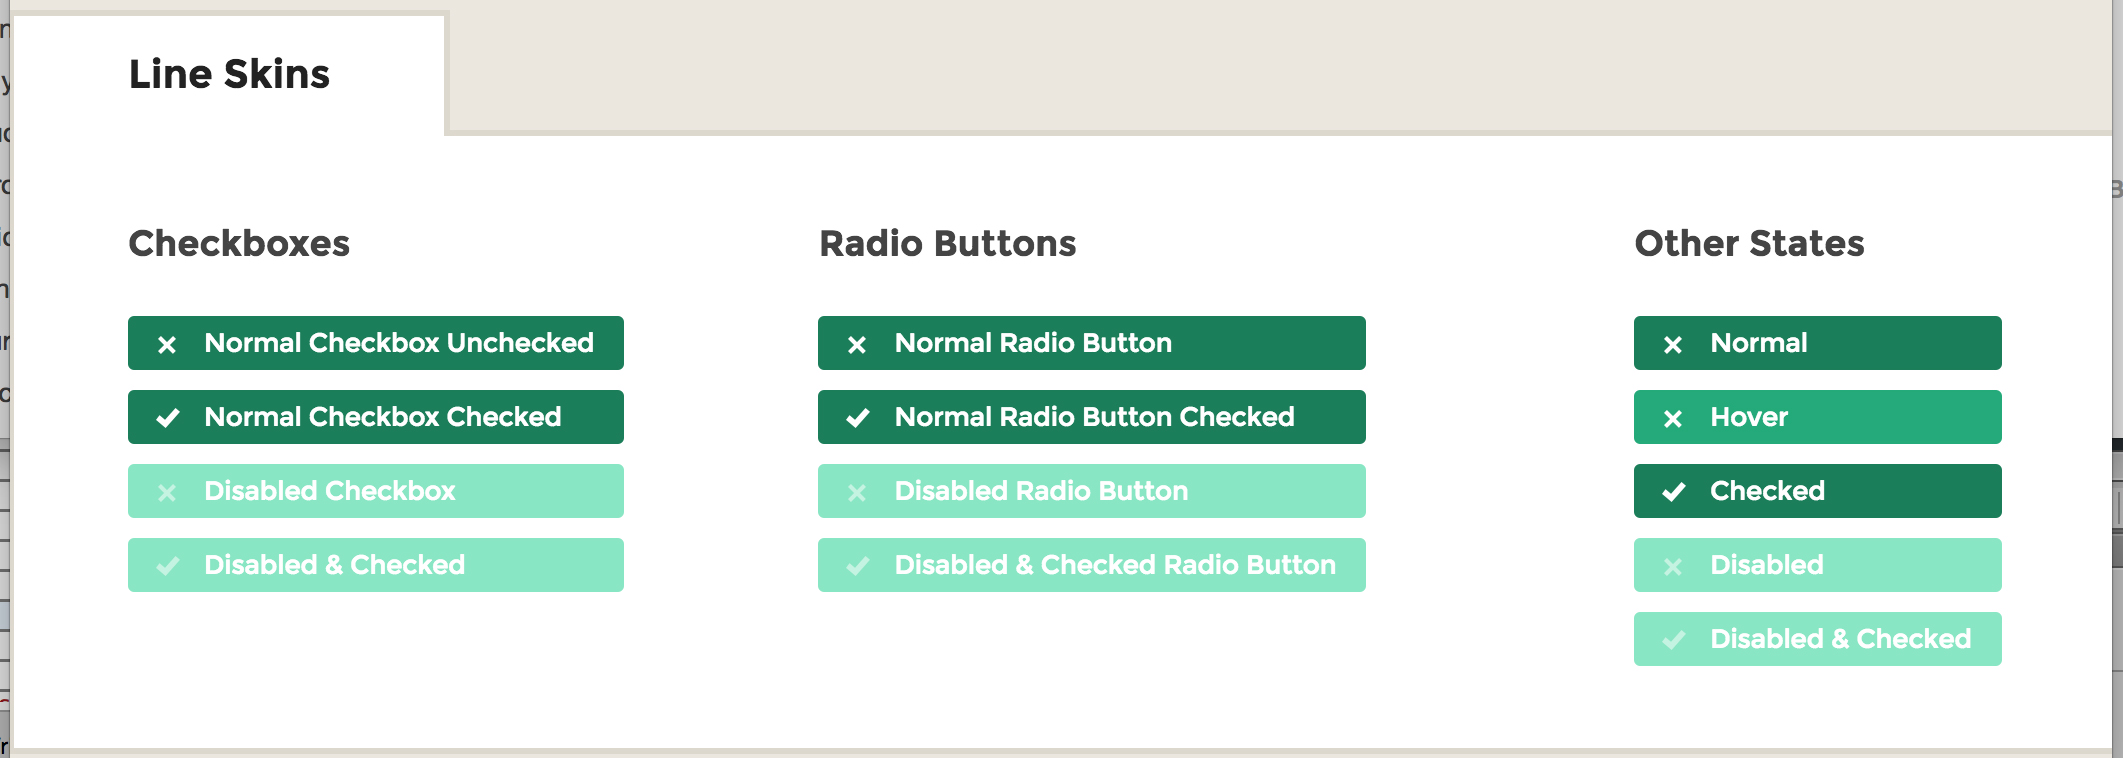 Line Skins
Checkboxes
Normal Checkbox Unchecked
Normal Checkbox Checked
Disabled Checkbox
Disabled & Checked
Radio Buttons
Normal Radio Button
Normal Radio Button Checked
Disabled Radio Button
Disabled & Checked Radio Button
Other States
Normal
Hover
Checked
Disabled
Disabled & Checked